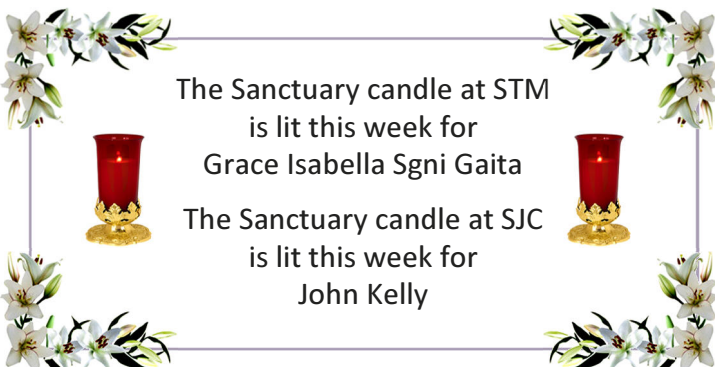 The Sanctuary candle at STM
is lit this week for
Grace Isabella Sgni Gaita
The Sanctuary candle at SJC
is lit this week for
John Kelly